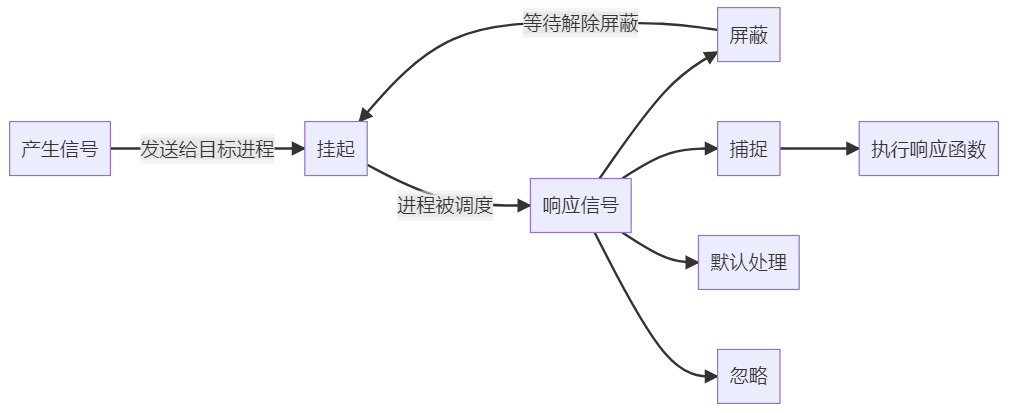 产生信号
发送给目标进程
挂起
进程被调度
响应信号
等待解除屏蔽
屏蔽
捕捉
执行响应函数
默认处理
忽略